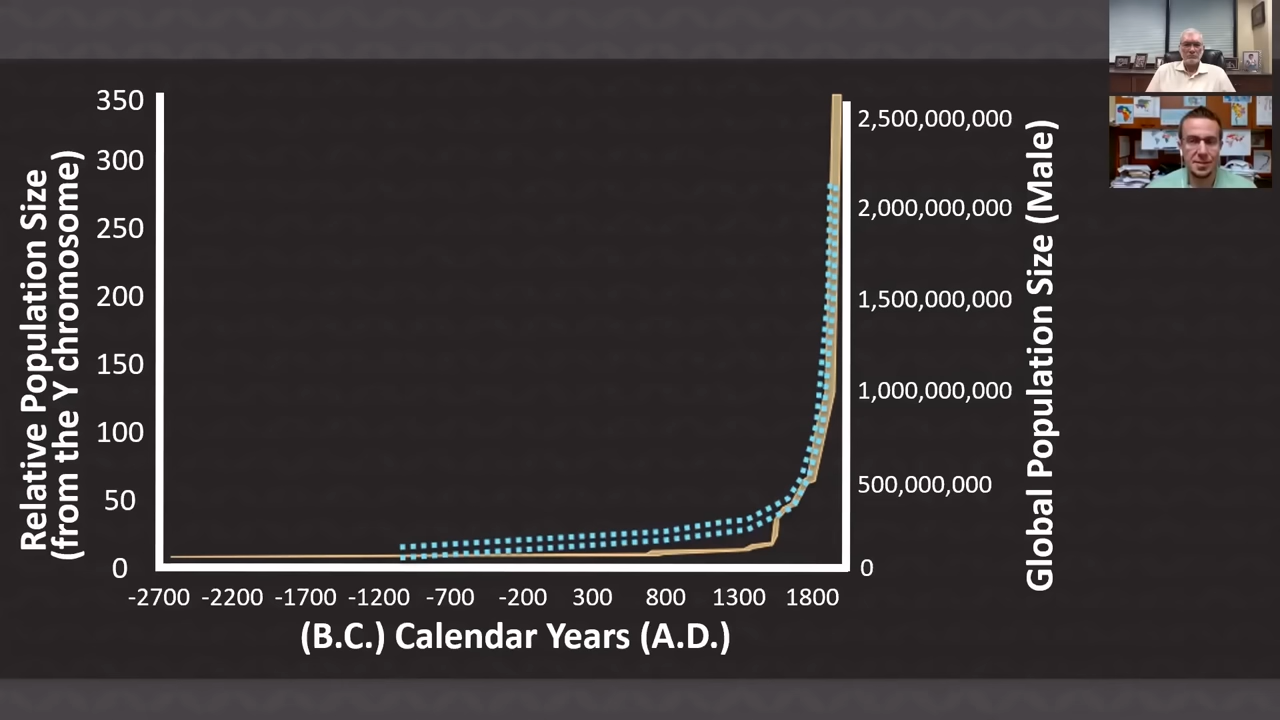 Relative Population Size
(from the Y chromosome)
350
300
250
200
150
100
50
0
2,500,000,000
2,000,000,000
1,500,000,000
1,000,000,000
500,000,000
0
Global Population Size (Male)
-2700 -2200 -1700 -1200 -700 -200 300 800 1300 1800
(B.C.) Calendar Years (A.D.)